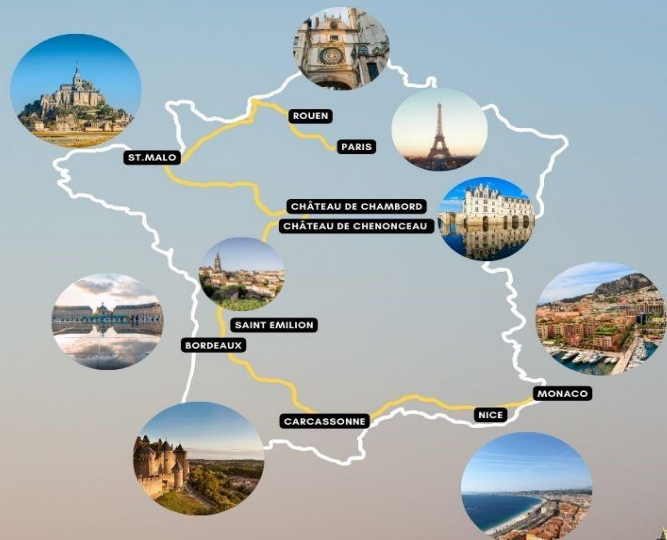 ROUEN
PARIS
ST.MALO
CHÂTEAU DE CHAMBORD
CHÂTEAU DE CHENONCEAU
SAINT EMILION
BORDEAUX
MONACO
NICE
CARCASSONNE